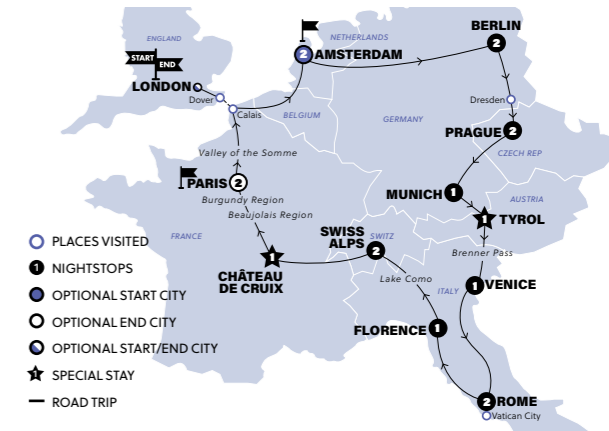 ENGLAND
START
END
LONDON
Dover
Calais
NETHERLANDS
2 AMSTERDAM
BELGIUM
BERLIN
2
Dresden
GERMANY
PRAGUE 2
CZECH REP
Valley of the Somme
PARIS 2
Burgundy Region
Beaujolais Region
MUNICH 1
AUSTRIA
1 TYROL
Brenner Pass
FRANCE
SWISS
ALPS
2
SWITZ
1
CHÂTEAU
DE CRUIX
Lake Como
ITALY
1 VENICE
FLORENCE 1
2 ROME
Vatican City
PLACES VISITED
1 NIGHTSTOPS
OPTIONAL START CITY
OPTIONAL END CITY
OPTIONAL START/END CITY
1 SPECIAL STAY
ROAD TRIP